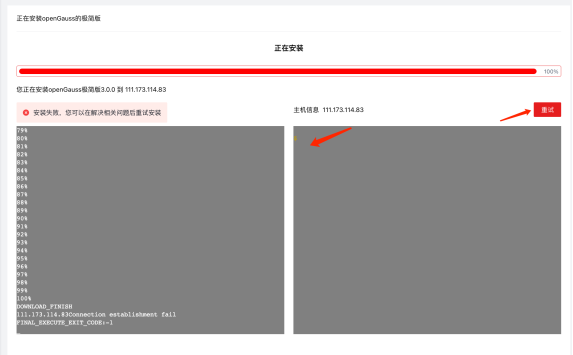 正在安装openGauss的极简版
正在安装
100%
您正在安装openGauss极简版3.0.0 到 111.173.114.83
安装失败，您可以在解决相关问题后重试安装
主机信息 111.173.114.83
重试
79%
80%
81%
82%
83%
84%
85%
86%
87%
88%
89%
90%
91%
92%
93%
94%
95%
96%
97%
98%
99%
100%
DOWNLOAD_FINISH
111.173.114.83Connection establishment fail
FINAL_EXECUTE_EXIT_CODE:-1